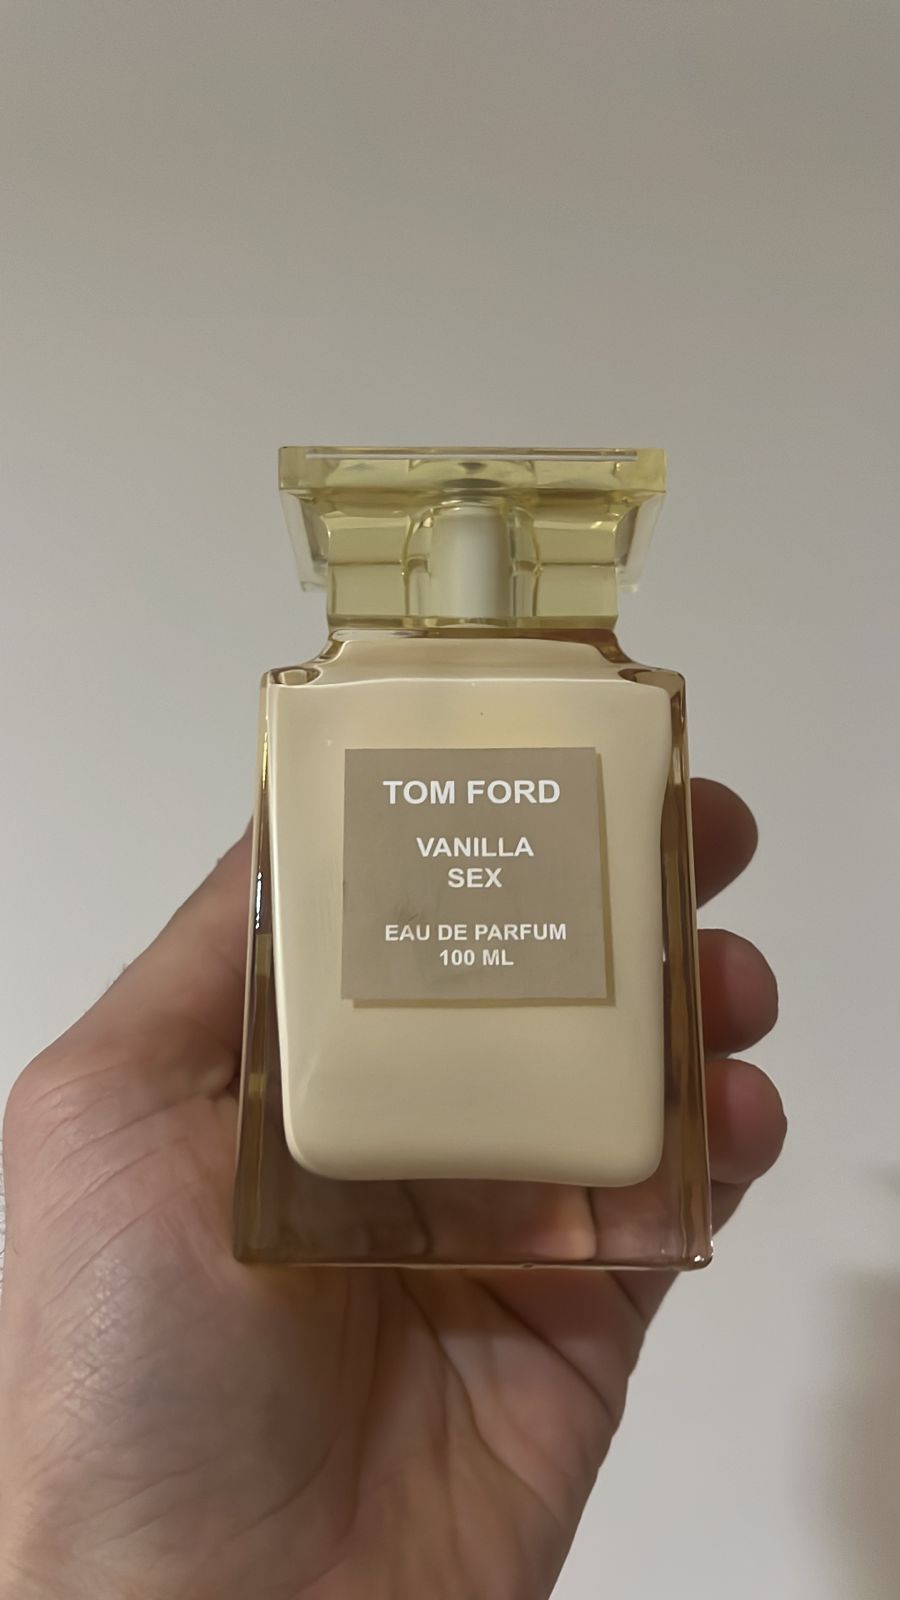 TOM FORD
VANILLA
SEX
EAU DE PARFUM
100 ML